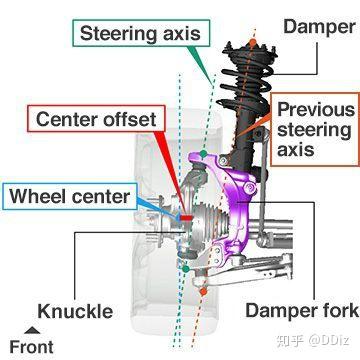 Steering axis
Damper
Center offset
Previous
steering
axis
Wheel center
Knuckle
Damper fork
Front
知乎 @DDiz